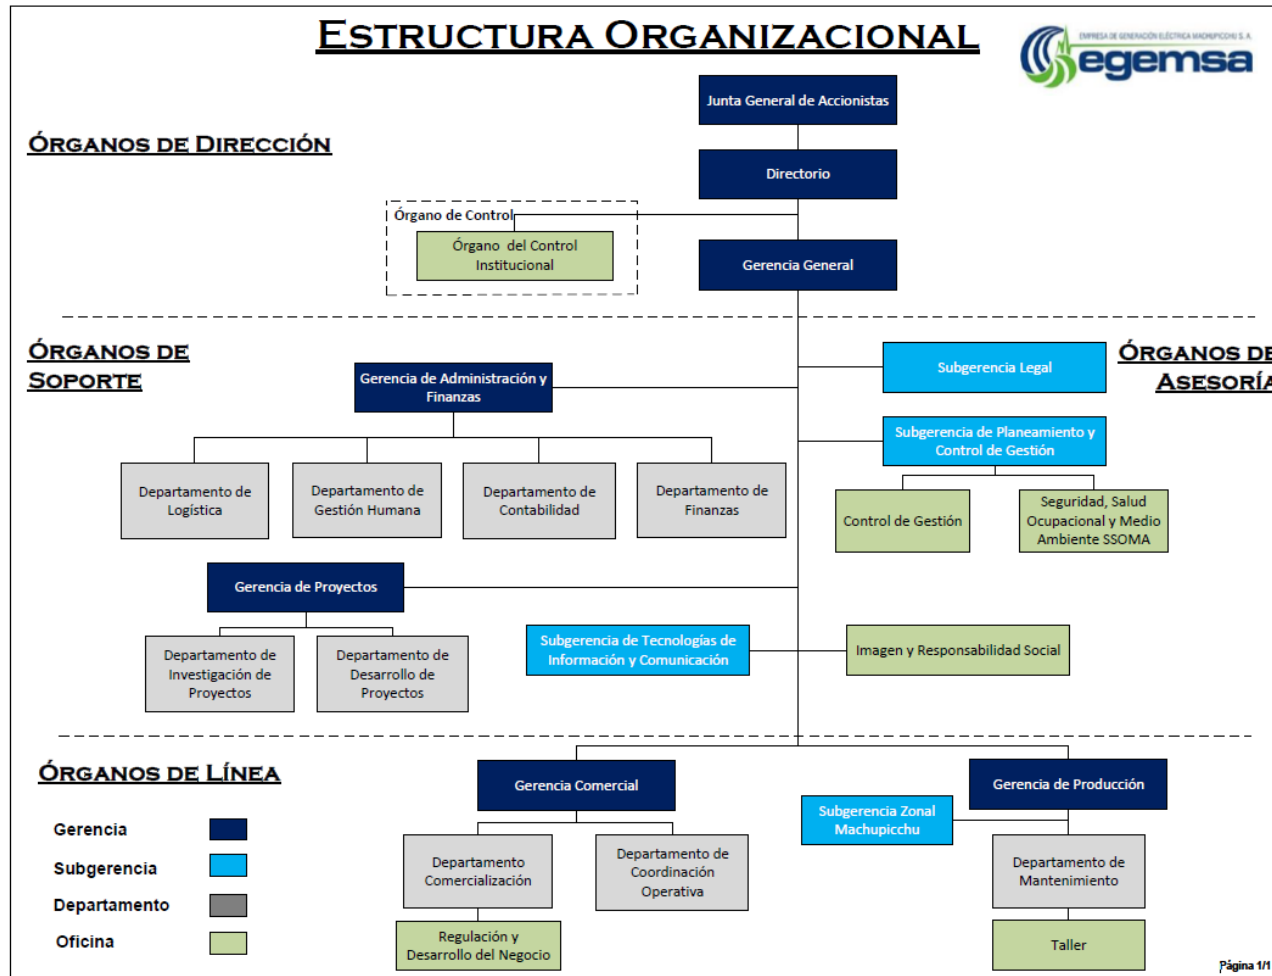 ESTRUCTURA ORGANIZACIONAL
EMPRESA DE GENERACIÓN ELÉCTRICA MACHUPICCHU S. A.
egemsa
Junta General de Accionistas
ÓRGANOS DE DIRECCIÓN
Directorio
Órgano de Control
Órgano del Control
Institucional
Gerencia General
ÓRGANOS DE
SOPORTE
ÓRGANOS DE
ASESORÍA
Subgerencia Legal
Gerencia de Administración y
Finanzas
Subgerencia de Planeamiento y
Control de Gestión
Departamento de
Logística
Departamento de
Gestión Humana
Departamento de
Contabilidad
Departamento de
Finanzas
Control de Gestión
Seguridad, Salud
Ocupacional y Medio
Ambiente SSOMA
Gerencia de Proyectos
Departamento de
Investigación de
Proyectos
Departamento de
Desarrollo de
Proyectos
Subgerencia de Tecnologías de
Información y Comunicación
Imagen y Responsabilidad Social
ÓRGANOS DE LÍNEA
Gerencia Comercial
Gerencia de Producción
Subgerencia Zonal
Machupicchu
Departamento
Comercialización
Departamento de
Coordinación
Operativa
Departamento de
Mantenimiento
Regulación y
Desarrollo del Negocio
Taller
Gerencia
Subgerencia
Departamento
Oficina
Página 1/1